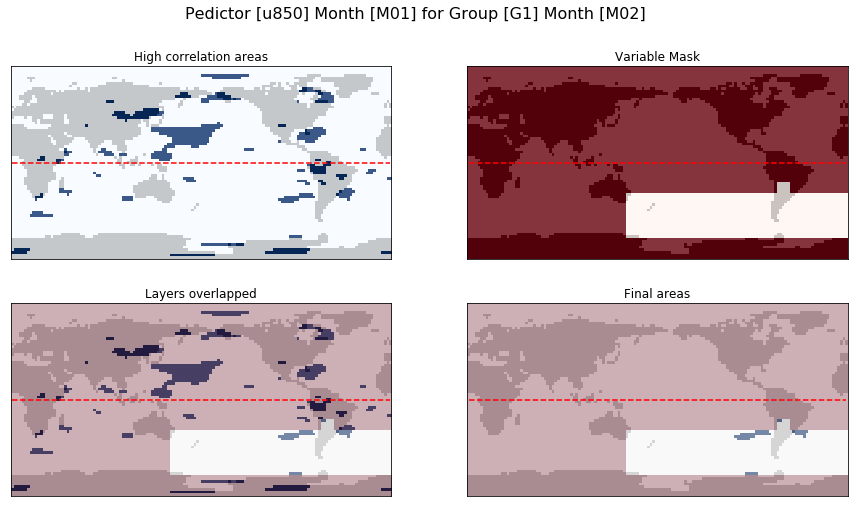 Pedictor [u850] Month [M01] for Group [G1] Month [M02]
High correlation areas
Variable Mask
Layers overlapped
Final areas